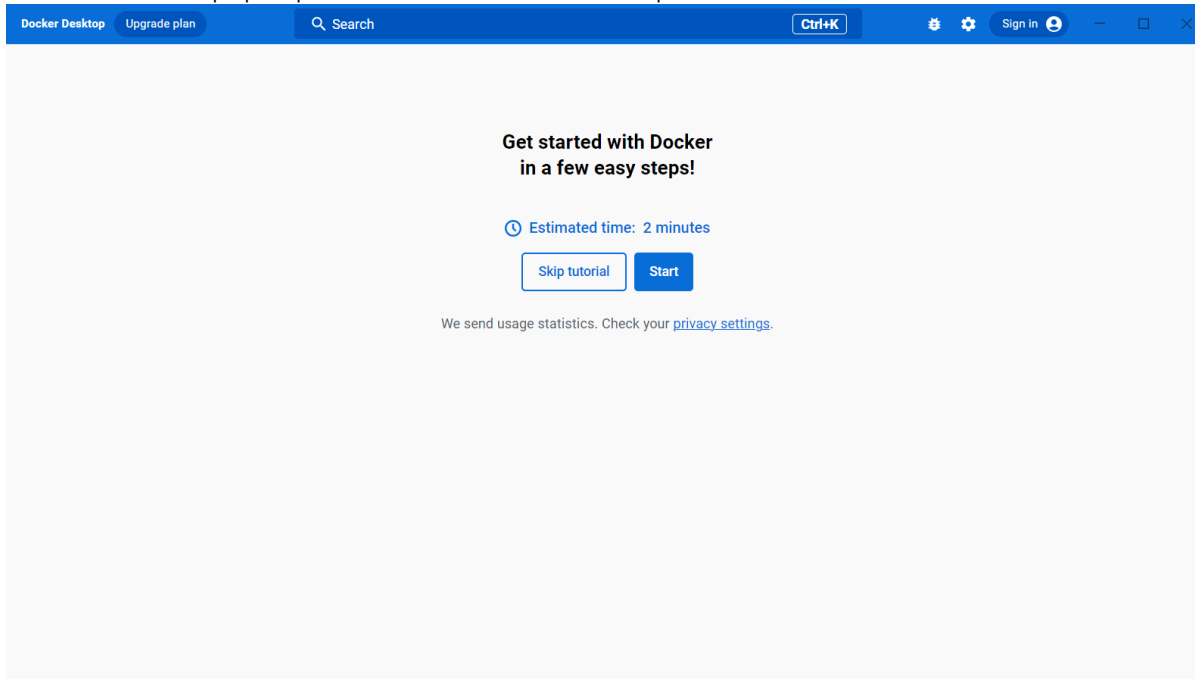 Docker Desktop Upgrade plan Search Ctrl+K Sign in
Get started with Docker
in a few easy steps!
Estimated time: 2 minutes
Skip tutorial Start
We send usage statistics. Check your privacy settings.